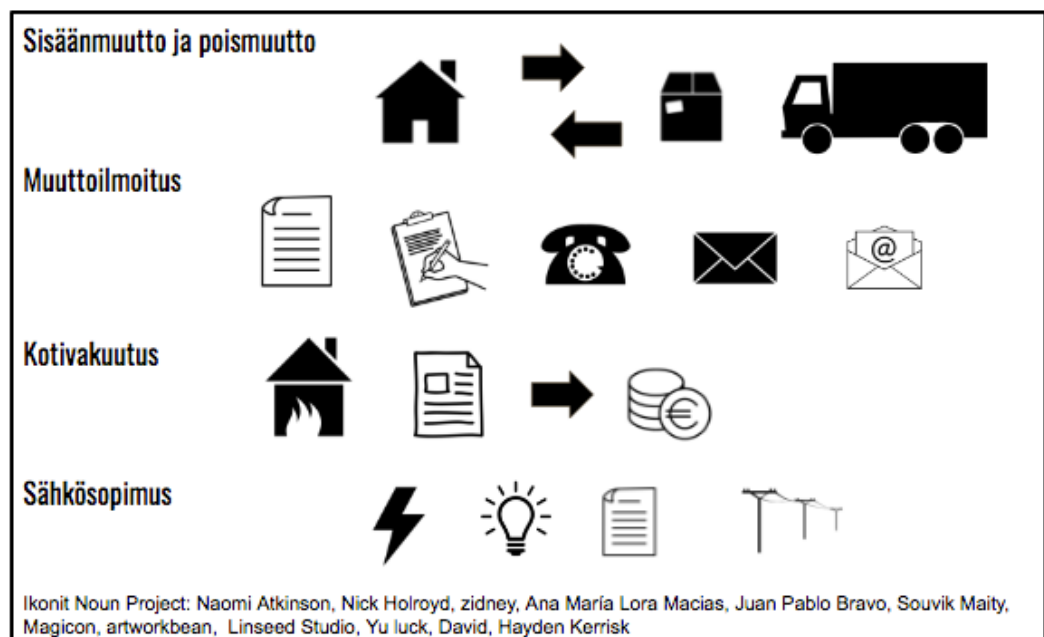 Sisäänmuutto ja poismuutto
Muuttoilmoitus
@
Kotivakuutus
€
Sähkösopimus
Ikonit Noun Project: Naomi Atkinson, Nick Holroyd, zidney, Ana María Lora Macias, Juan Pablo Bravo, Souvik Maity,
Magicon, artworkbean, Linseed Studio, Yu luck, David, Hayden Kerrisk